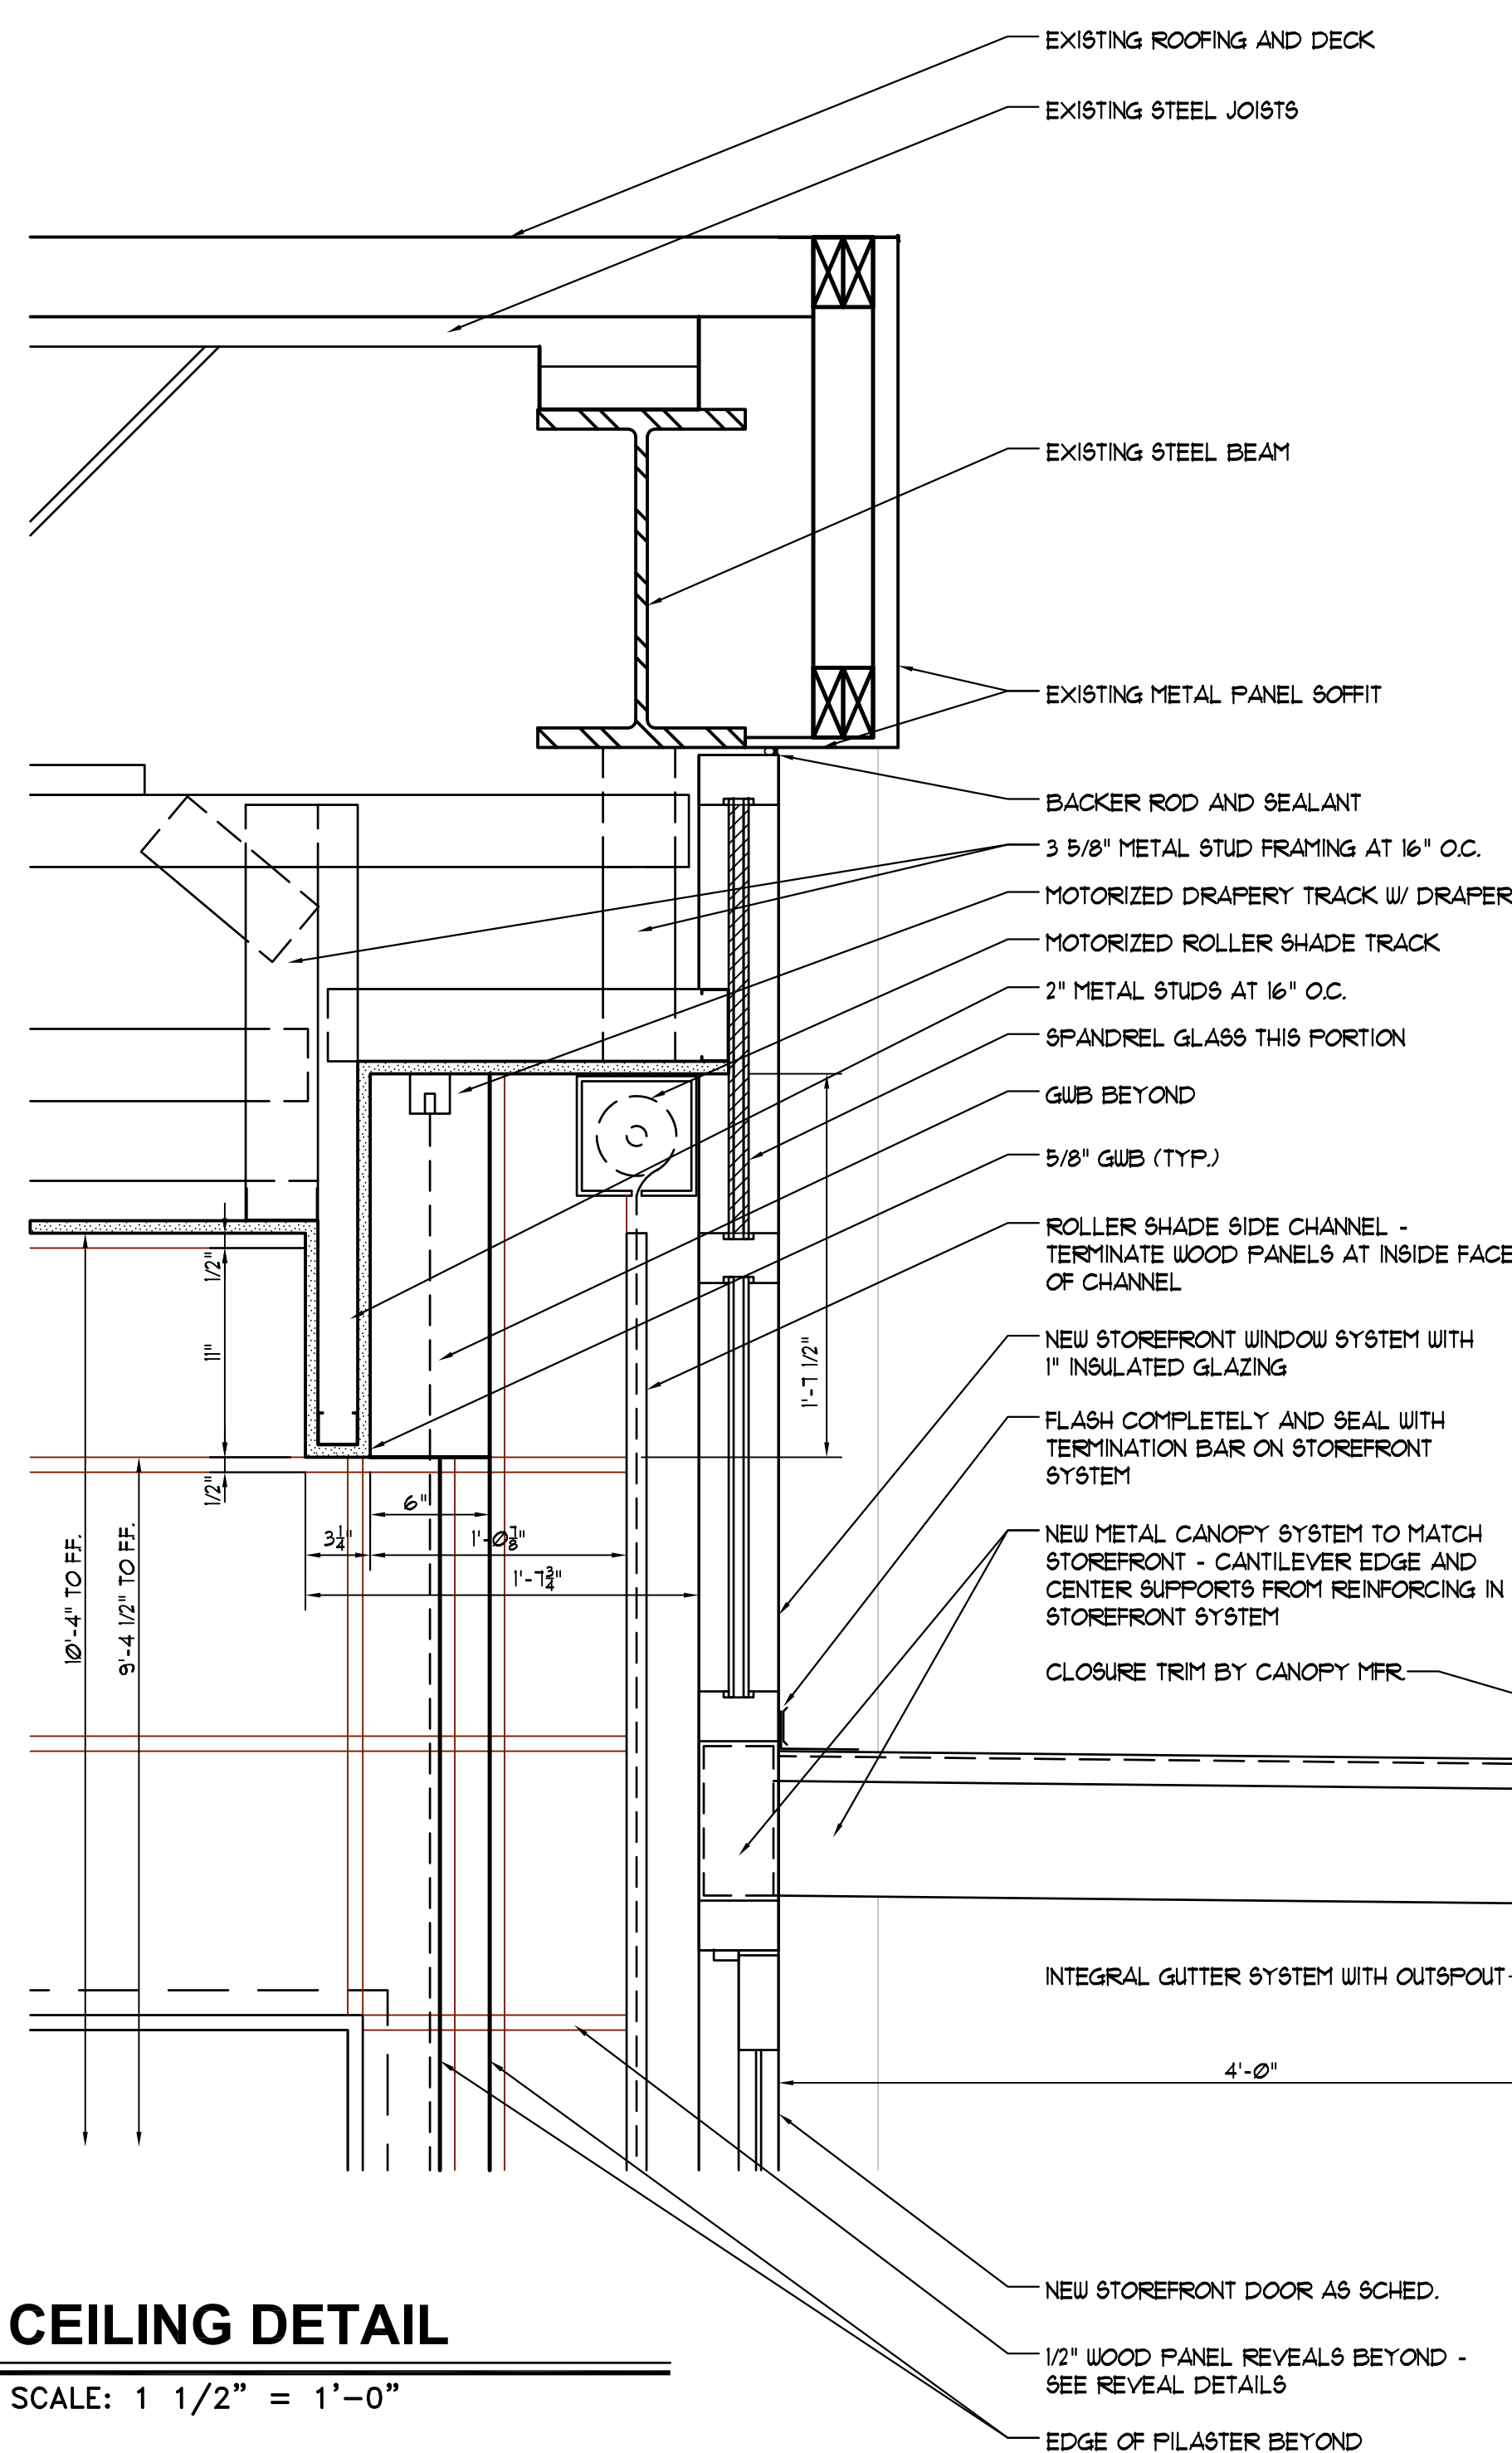 EXISTING ROOFING AND DECK
EXISTING STEEL JOISTS
EXISTING STEEL BEAM
EXISTING METAL PANEL SOFFIT
BACKER ROD AND SEALANT
3 5/8" METAL STUD FRAMING AT 16" O.C.
MOTORIZED DRAPERY TRACK W/ DRAPER
MOTORIZED ROLLER SHADE TRACK
2" METAL STUDS AT 16" O.C.
SPANDREL GLASS THIS PORTION
GWB BEYOND
5/8" GWB (TYP.)
ROLLER SHADE SIDE CHANNEL -
TERMINATE WOOD PANELS AT INSIDE FACE
OF CHANNEL
NEW STOREFRONT WINDOW SYSTEM WITH
1" INSULATED GLAZING
FLASH COMPLETELY AND SEAL WITH
TERMINATION BAR ON STOREFRONT
SYSTEM
NEW METAL CANOPY SYSTEM TO MATCH
STOREFRONT - CANTILEVER EDGE AND
CENTER SUPPORTS FROM REINFORCING IN
STOREFRONT SYSTEM
CLOSURE TRIM BY CANOPY MFR.
INTEGRAL GUTTER SYSTEM WITH OUTSPOUT
4'-0"
NEW STOREFRONT DOOR AS SCHED.
1/2" WOOD PANEL REVEALS BEYOND -
SEE REVEAL DETAILS
EDGE OF PILASTER BEYOND
1/2"
11"
1/2"
1'-7 1/2"
6"
3 1/4"
1'-0 7/8"
1'-7 3/4"
10'-4" TO F.F.
9'-4 1/2" TO F.F.
CEILING DETAIL
SCALE: 1 1/2" = 1'-0"